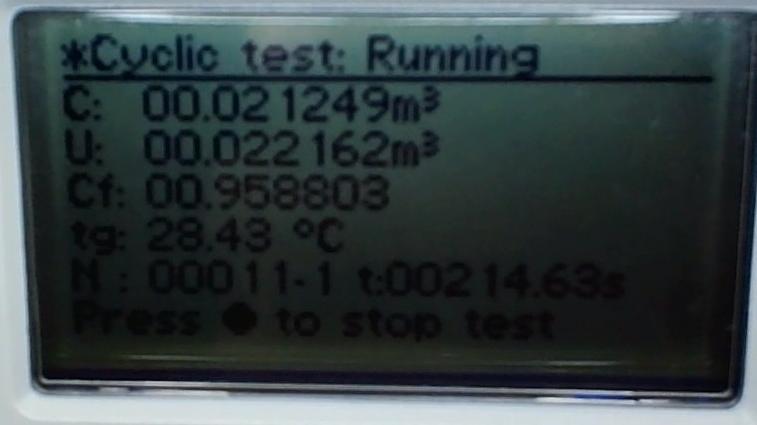 *Cyclic test: Running
C: 00.021249m³
U: 00.022162m³
Cf: 00.958803
tg: 28.43 °C
N : 00011-1 t:00214.63s
Press ● to stop test